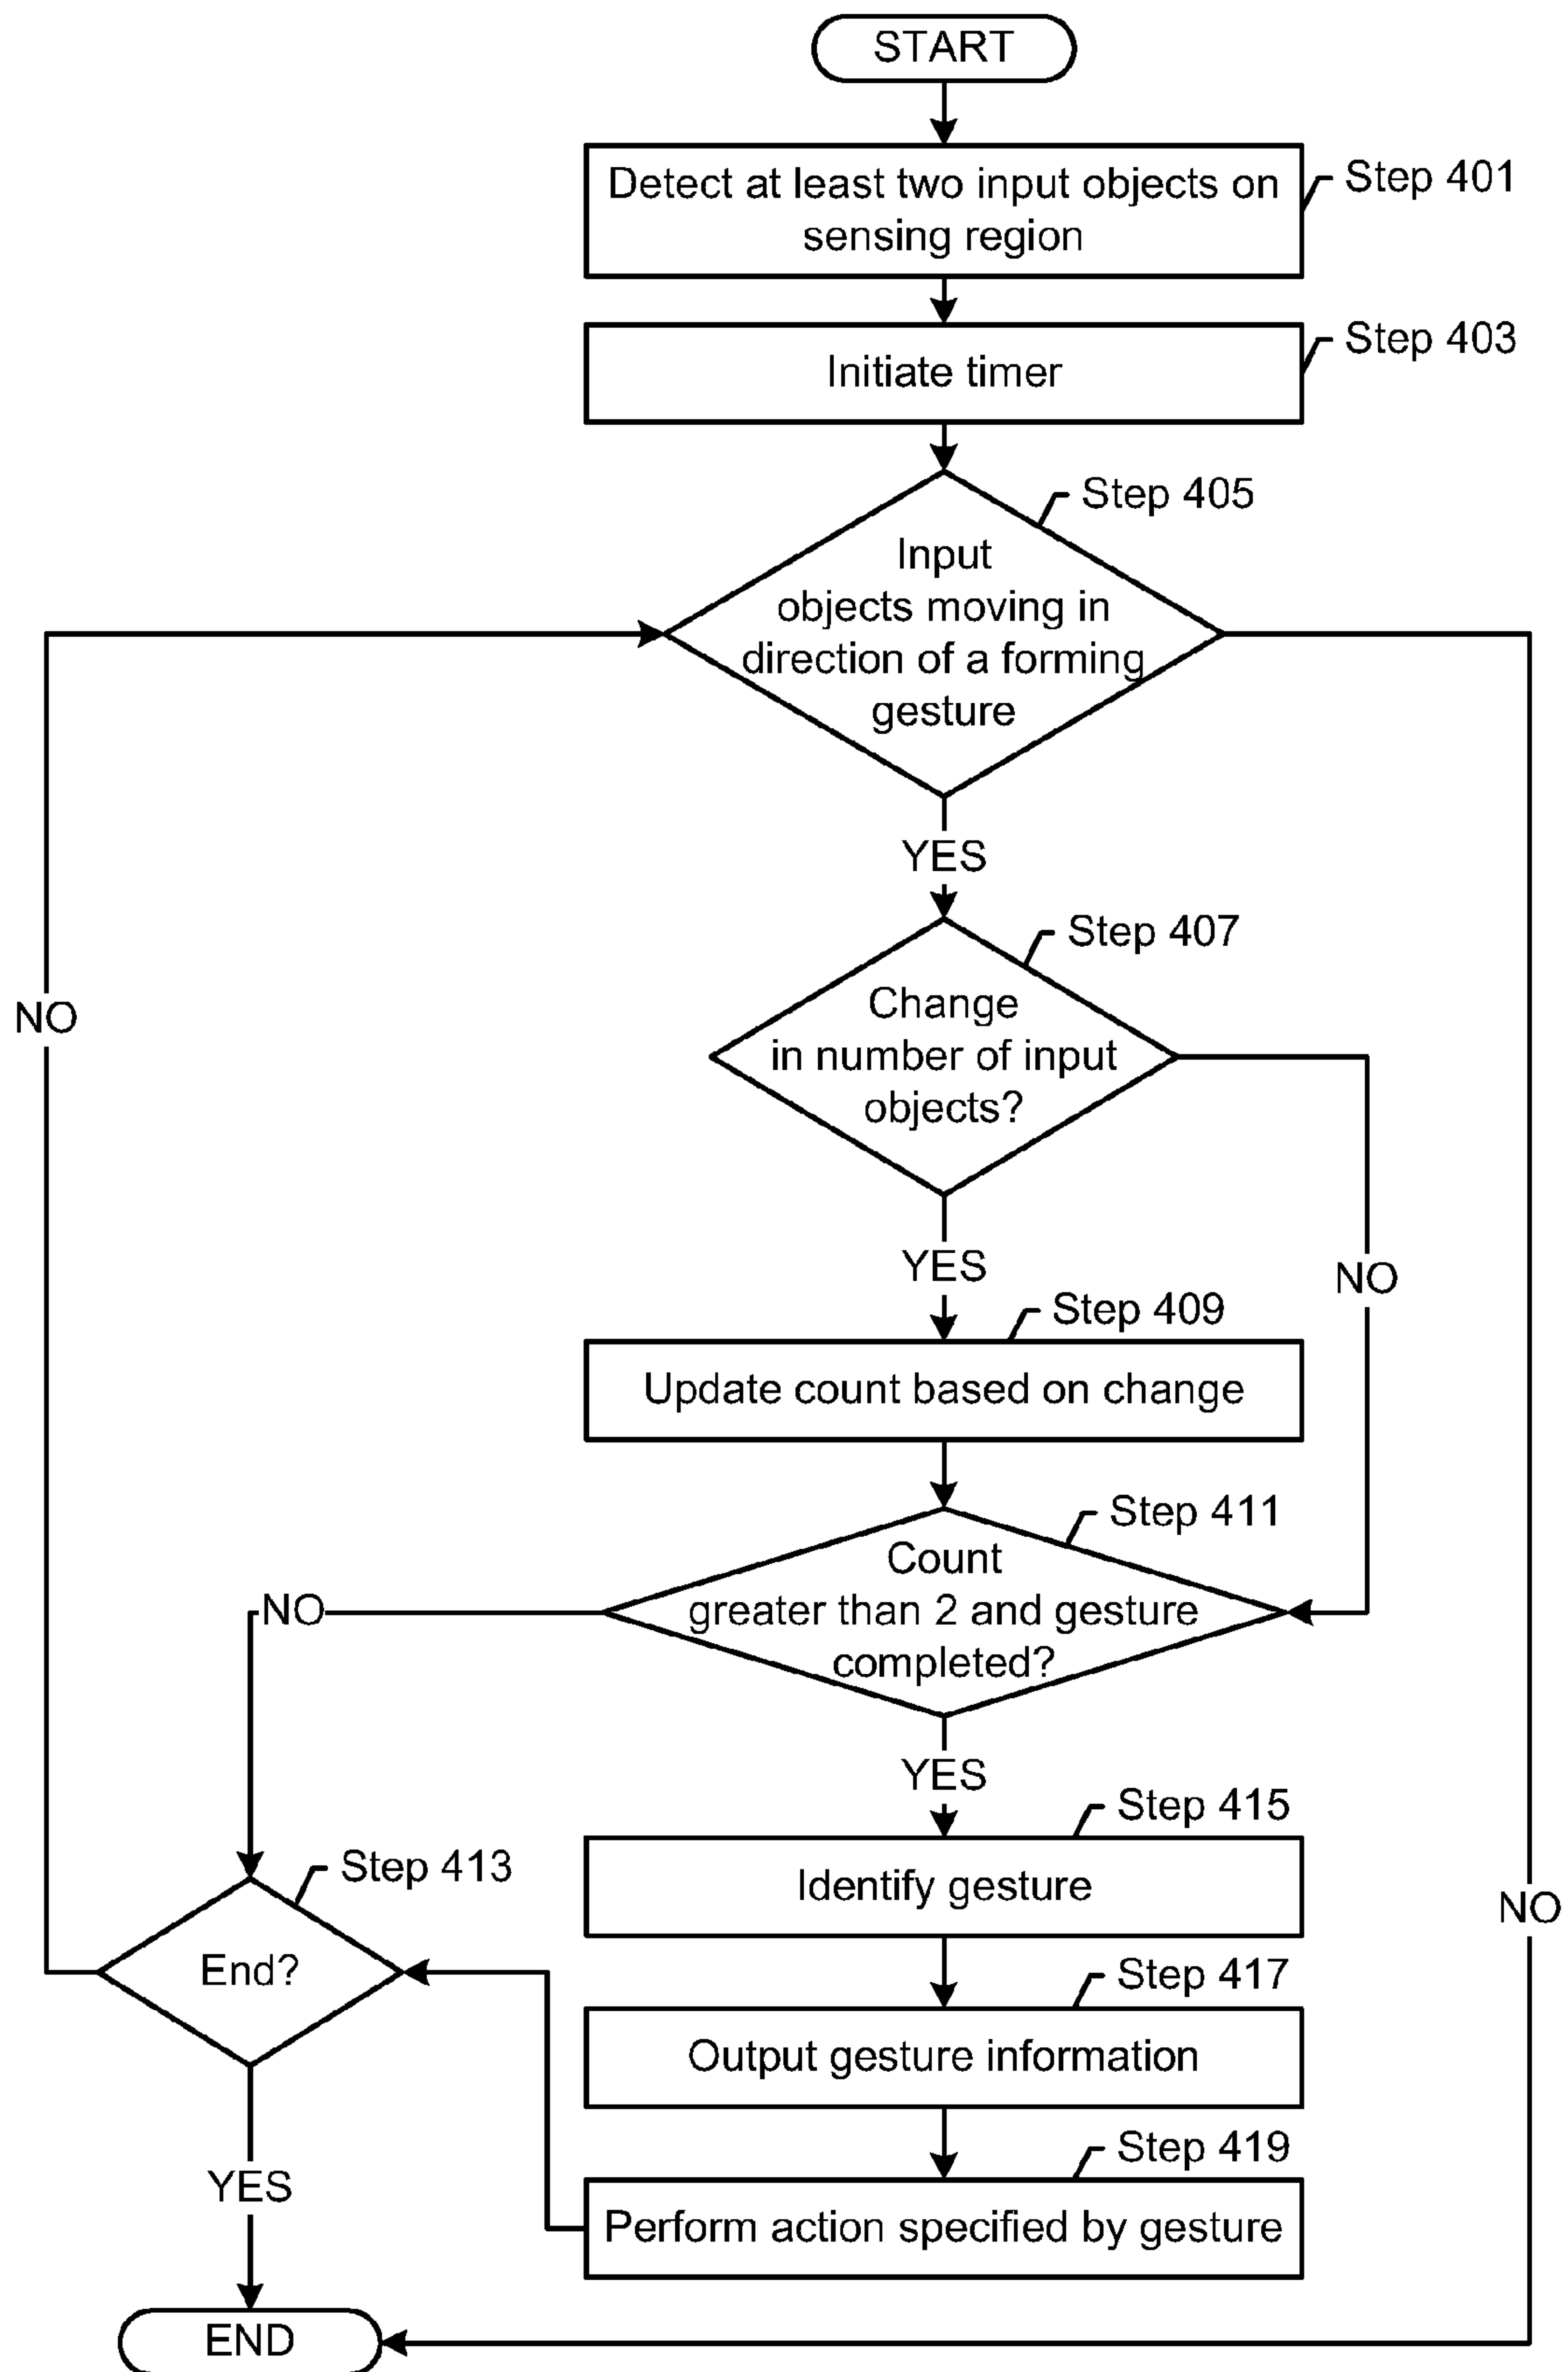 START
Detect at least two input objects on
sensing region
Step 401
Initiate timer
Step 403
Step 405
Input
objects moving in
direction of a forming
gesture
YES
Step 407
Change
in number of input
objects?
NO
YES
NO
Step 409
Update count based on change
Step 411
Count
greater than 2 and gesture
completed?
NO
YES
Step 415
Identify gesture
Step 413
End?
NO
Step 417
Output gesture information
Step 419
Perform action specified by gesture
YES
END